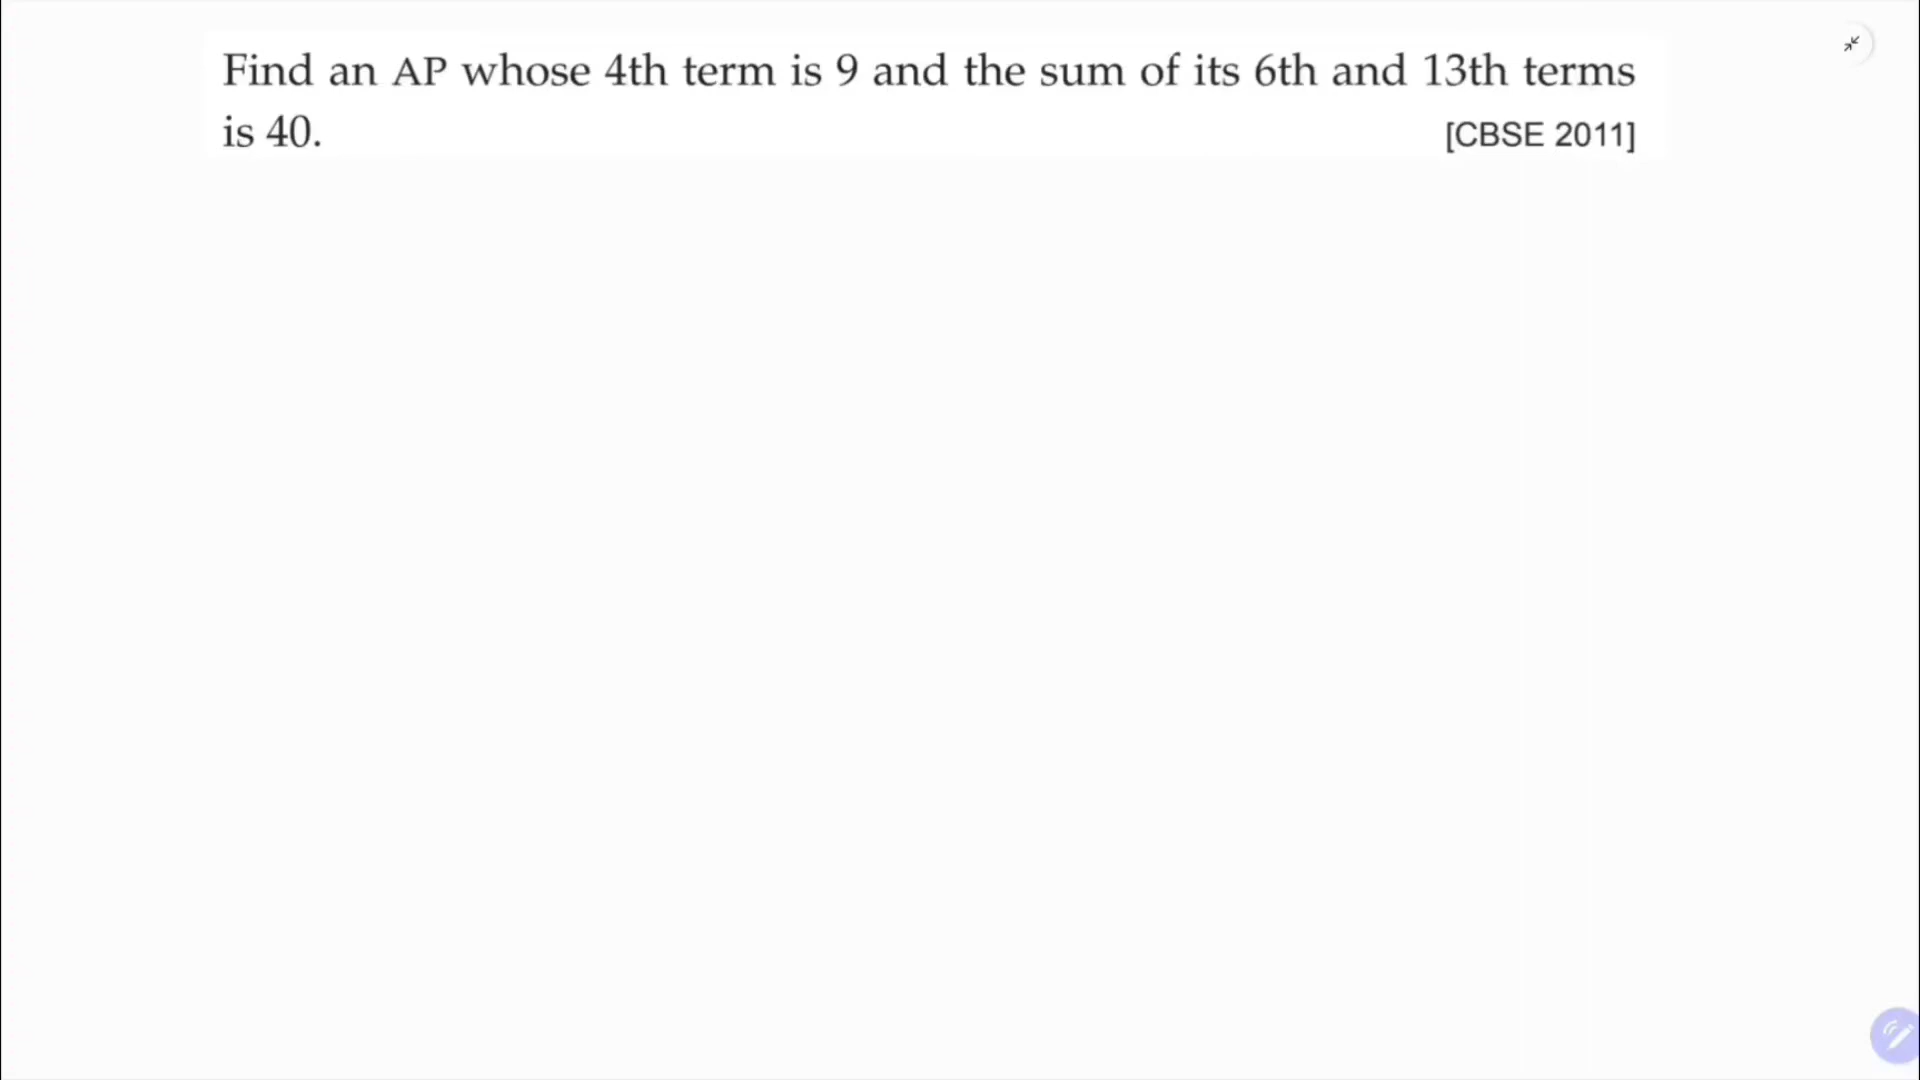 Find an AP whose 4th term is 9 and the sum of its 6th and 13th terms
is 40. [CBSE 2011]